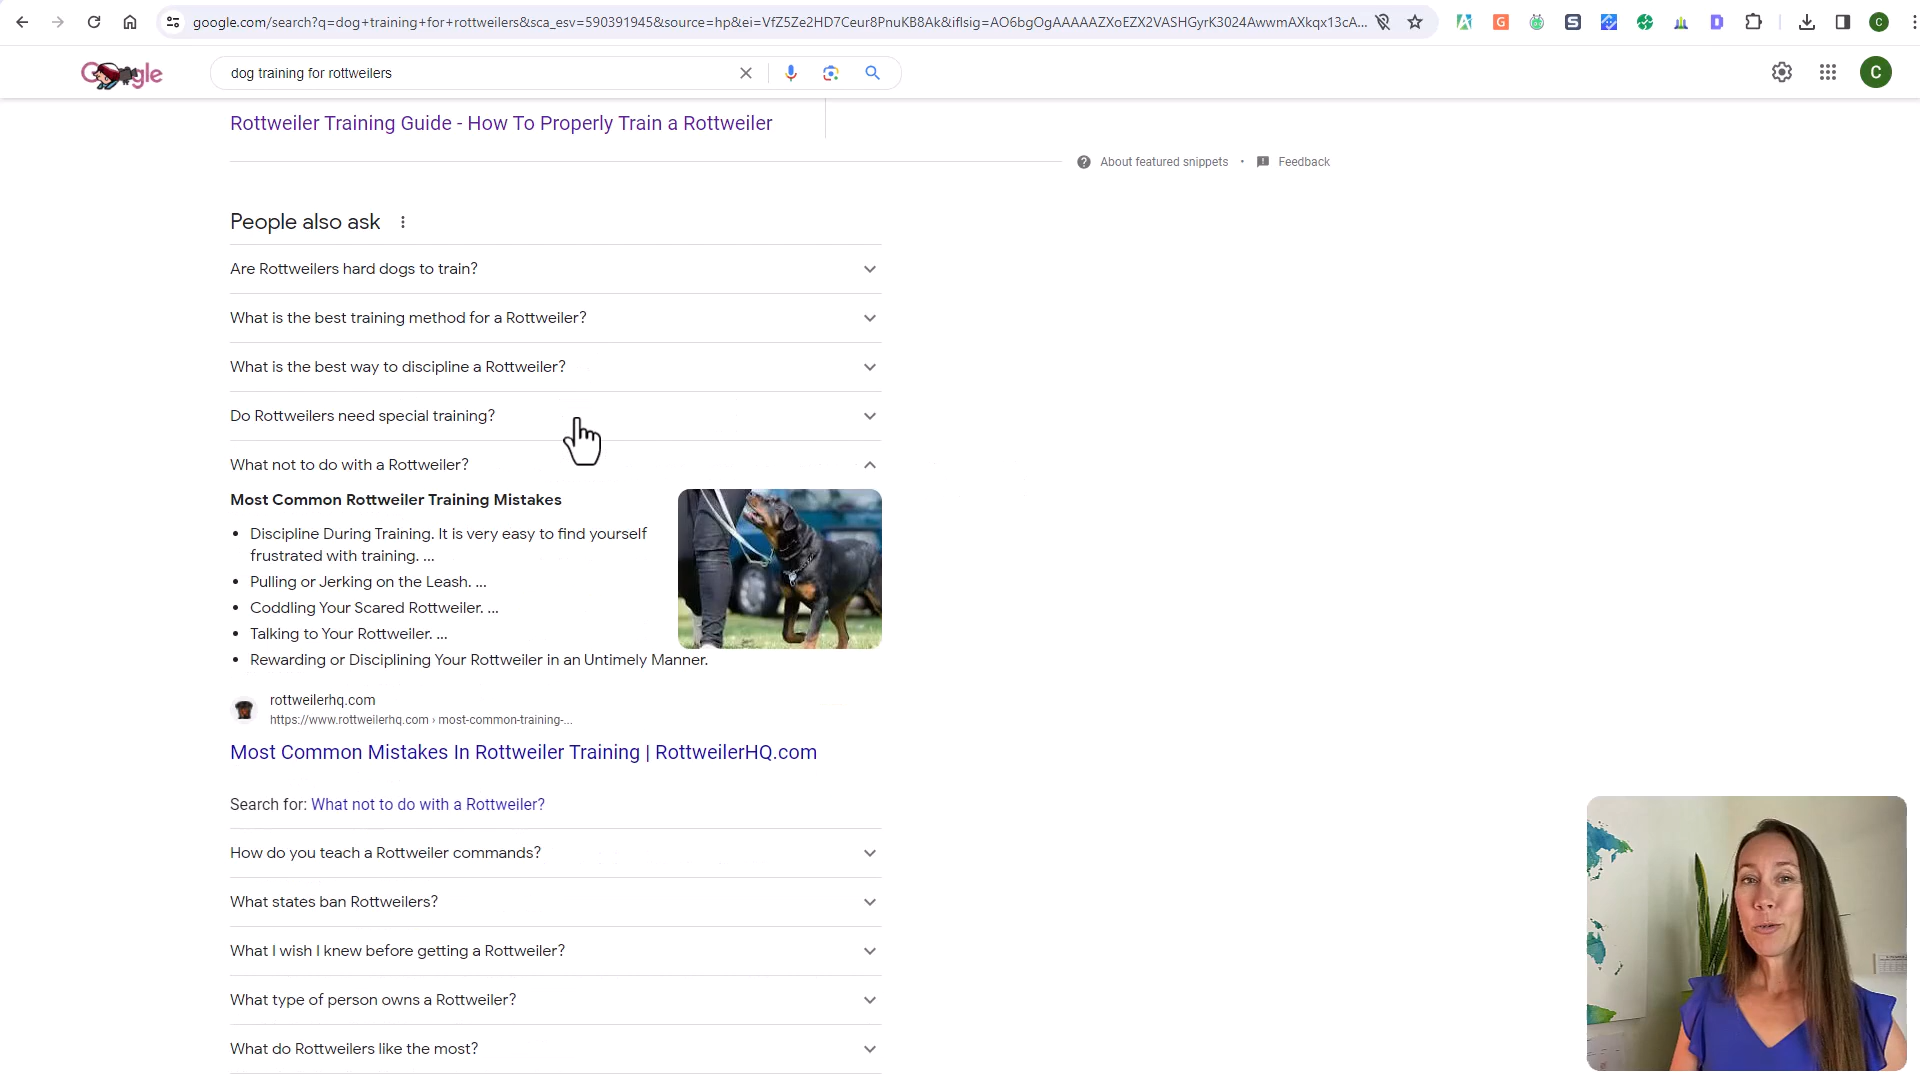 google.com/search?q=dog+training+for+rottweilers&sca_esv=590391945&source=hp&ei=VfZ5Ze2HD7Ceur8PnuKB8Ak&iflsig=AO6bgOgAAAAAZXoEZX2VASHGyrK3024AwwmAXkqx13cA...
Google
dog training for rottweilers
C
Rottweiler Training Guide - How To Properly Train a Rottweiler
About featured snippets • Feedback
People also ask
Are Rottweilers hard dogs to train?
What is the best training method for a Rottweiler?
What is the best way to discipline a Rottweiler?
Do Rottweilers need special training?
What not to do with a Rottweiler?
Most Common Rottweiler Training Mistakes
• Discipline During Training. It is very easy to find yourself
frustrated with training. ...
• Pulling or Jerking on the Leash. ...
• Coddling Your Scared Rottweiler. ...
• Talking to Your Rottweiler. ...
• Rewarding or Disciplining Your Rottweiler in an Untimely Manner.
rottweilerhq.com
https://www.rottweilerhq.com › most-common-training-...
Most Common Mistakes In Rottweiler Training | RottweilerHQ.com
Search for: What not to do with a Rottweiler?
How do you teach a Rottweiler commands?
What states ban Rottweilers?
What I wish I knew before getting a Rottweiler?
What type of person owns a Rottweiler?
What do Rottweilers like the most?